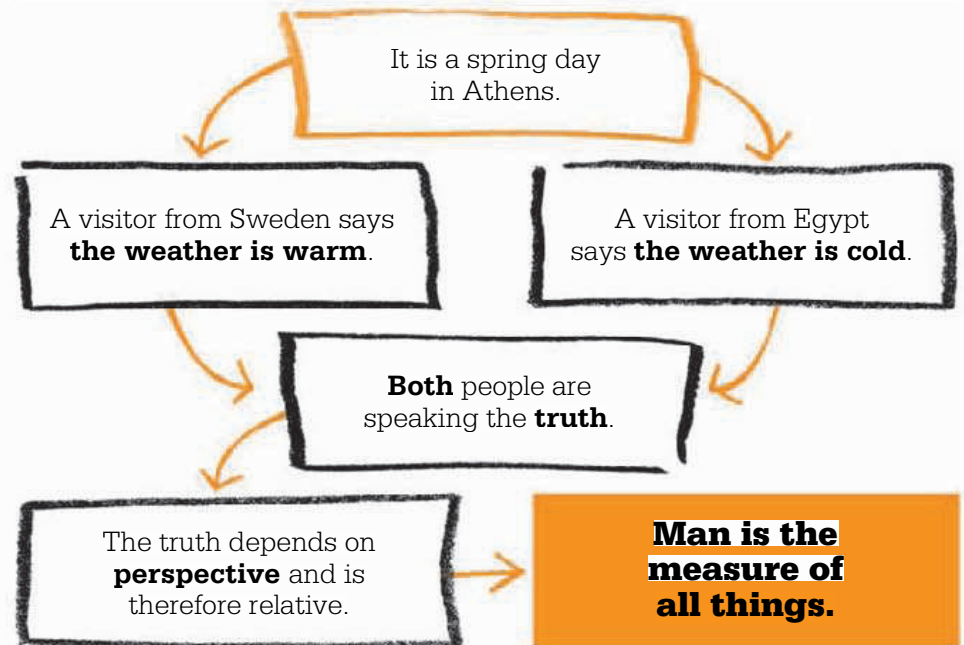 It is a spring day
in Athens.
A visitor from Sweden says
the weather is warm.
A visitor from Egypt
says the weather is cold.
Both people are
speaking the truth.
The truth depends on
perspective and is
therefore relative.
Man is the
measure of
all things.